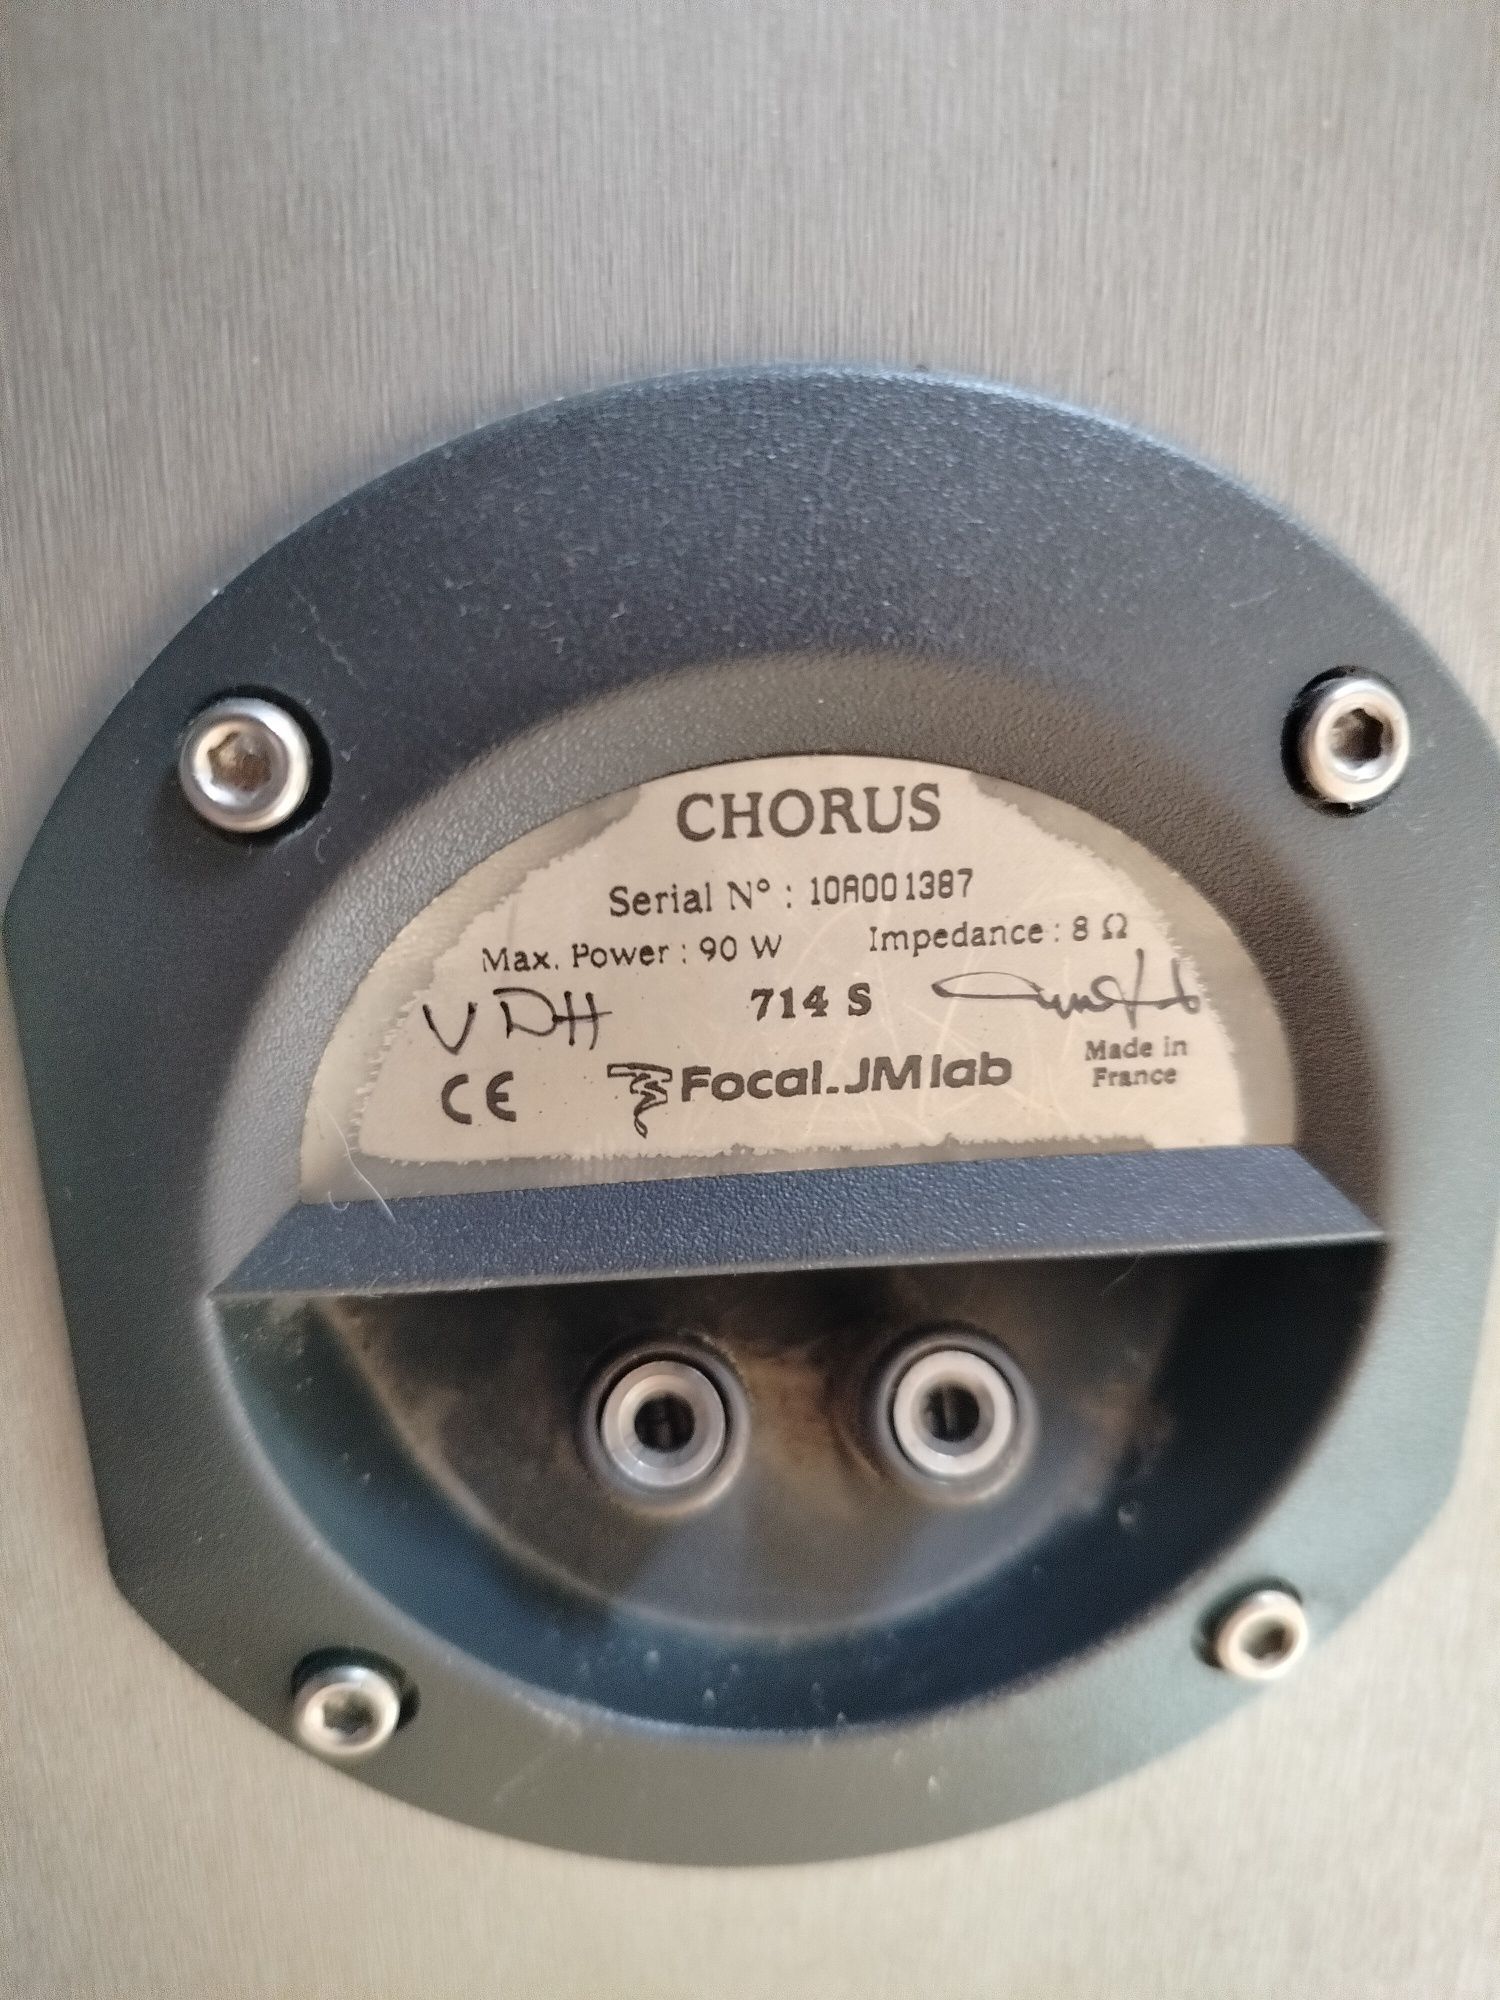 CHORUS
Serial N° : 10A001387
Max. Power : 90 W Impedance : 8 Ω
VDH 714 S
Made in
France
CE Focal.JMlab